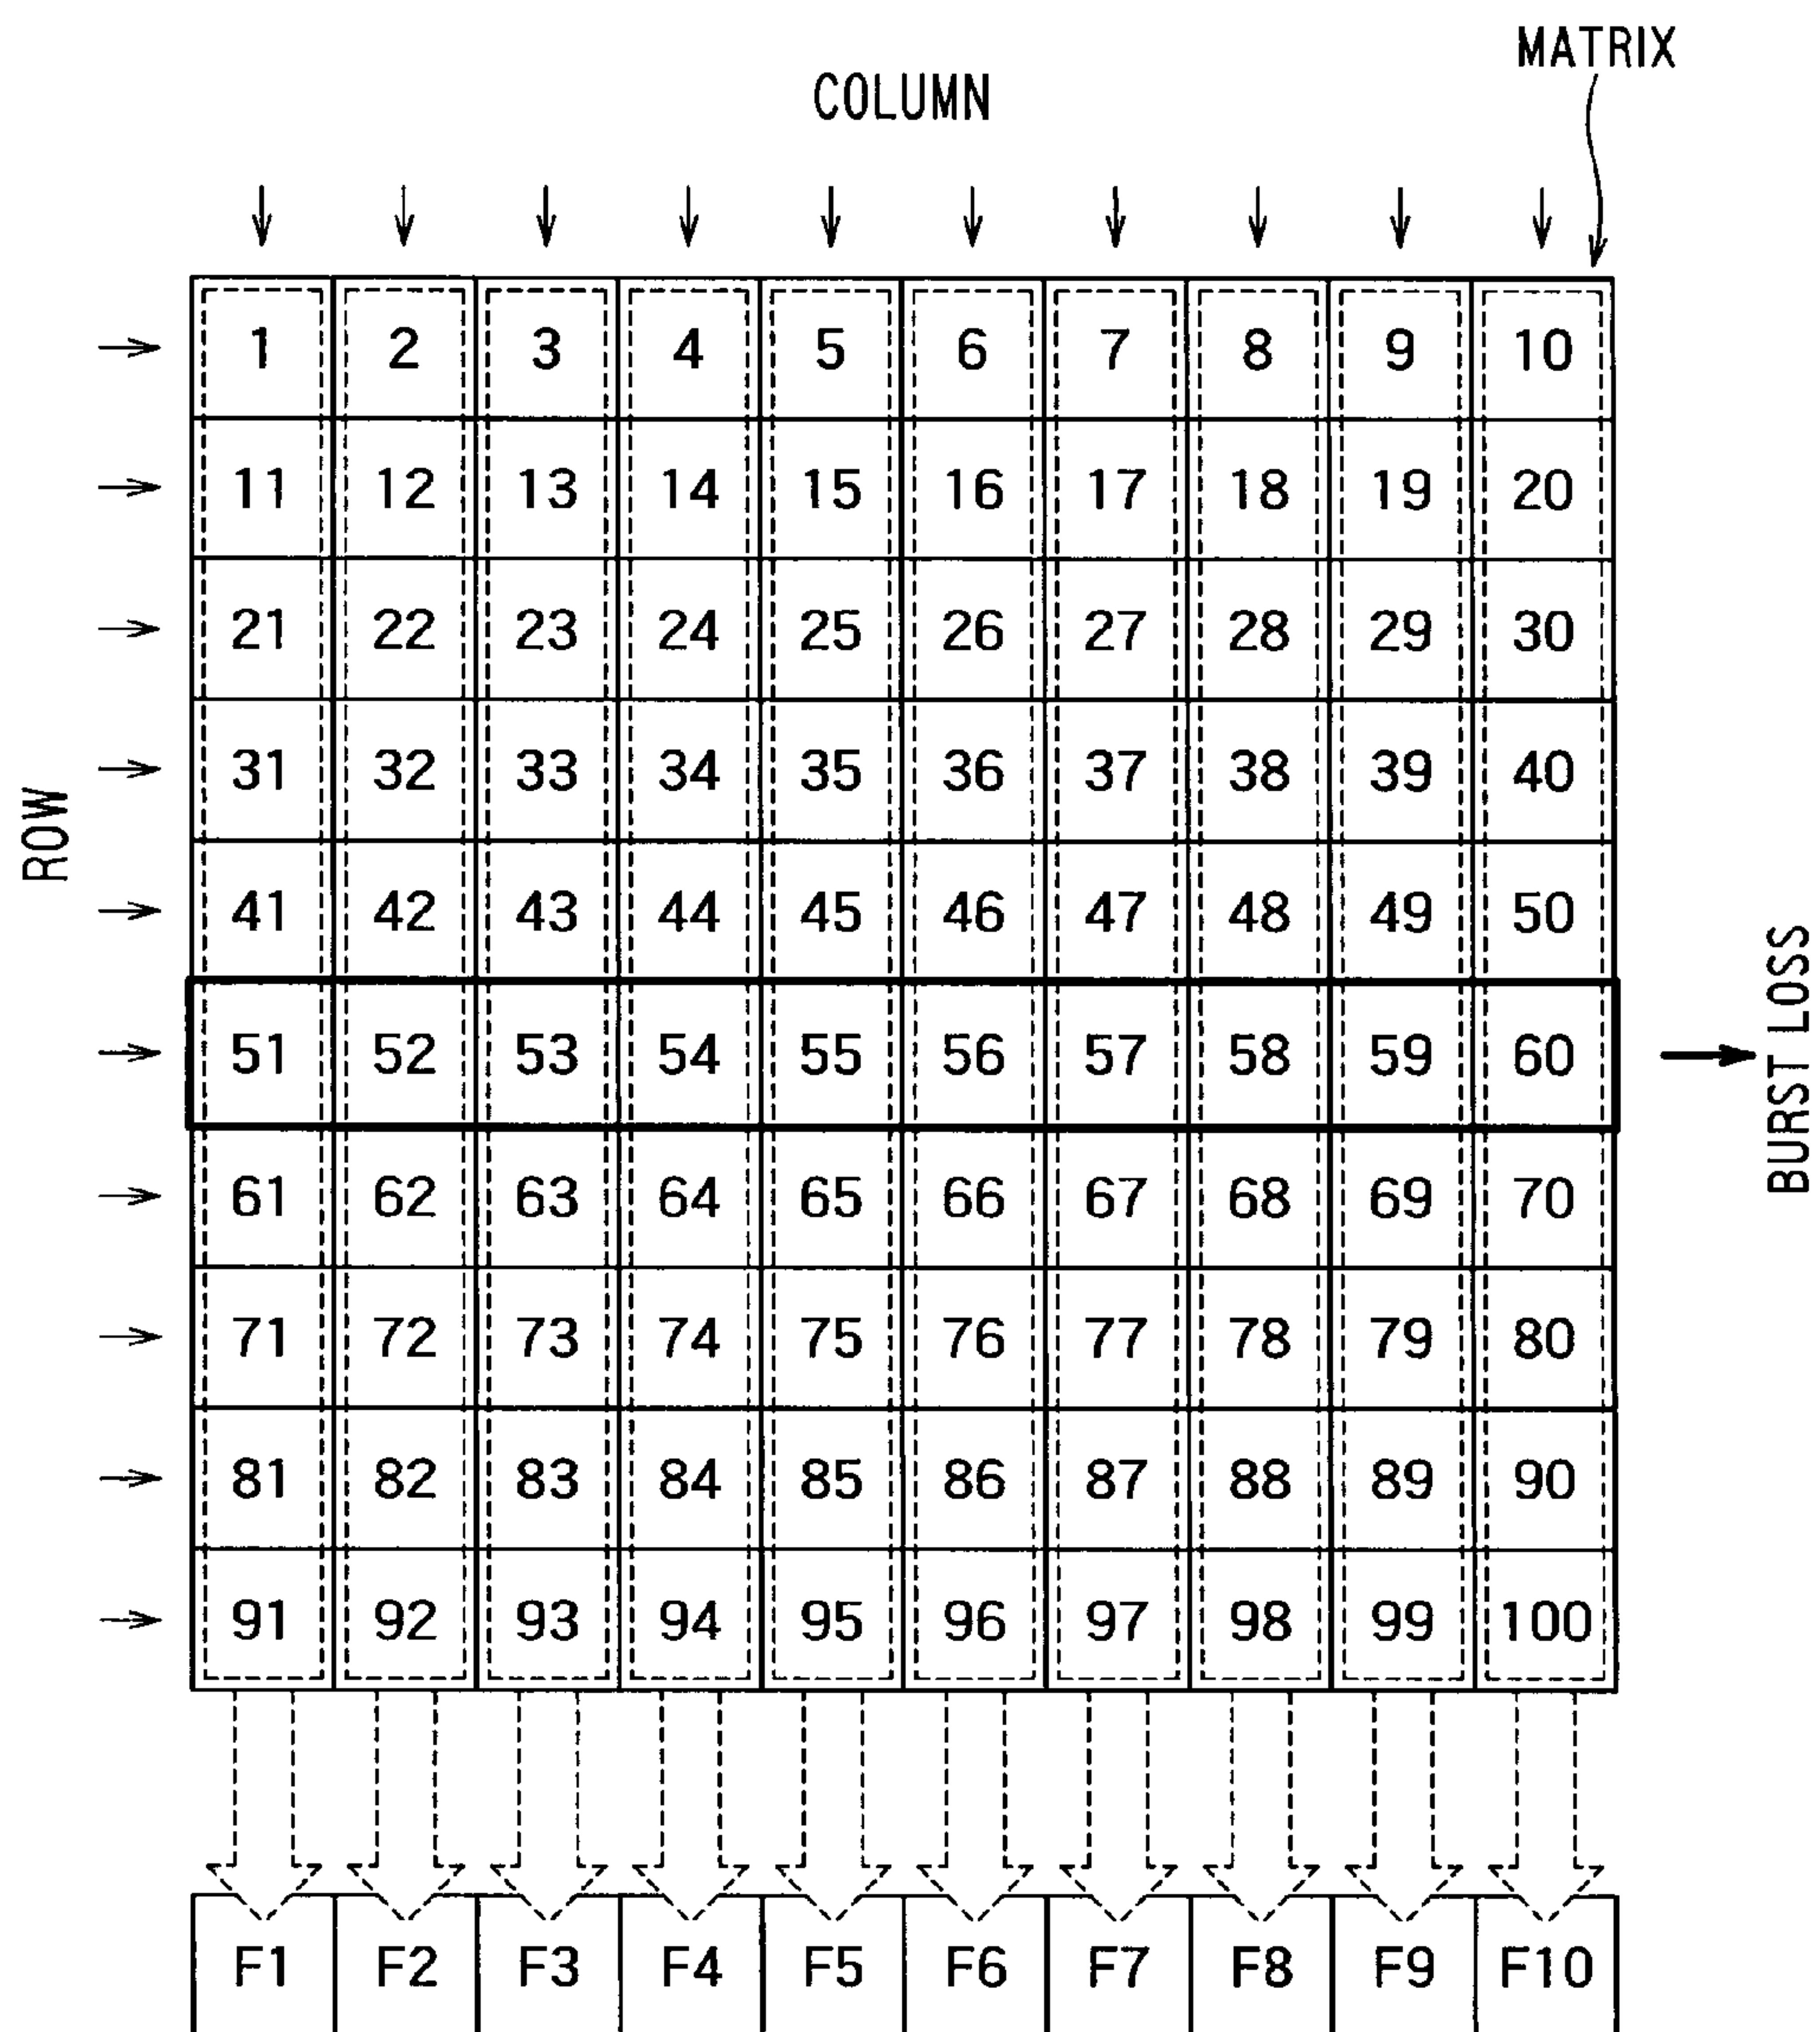 MATRIX
COLUMN
1 2 3 4 5 6 7 8 9 10
11 12 13 14 15 16 17 18 19 20
21 22 23 24 25 26 27 28 29 30
31 32 33 34 35 36 37 38 39 40
ROW
41 42 43 44 45 46 47 48 49 50
51 52 53 54 55 56 57 58 59 60
BURST LOSS
61 62 63 64 65 66 67 68 69 70
71 72 73 74 75 76 77 78 79 80
81 82 83 84 85 86 87 88 89 90
91 92 93 94 95 96 97 98 99 100
F1 F2 F3 F4 F5 F6 F7 F8 F9 F10